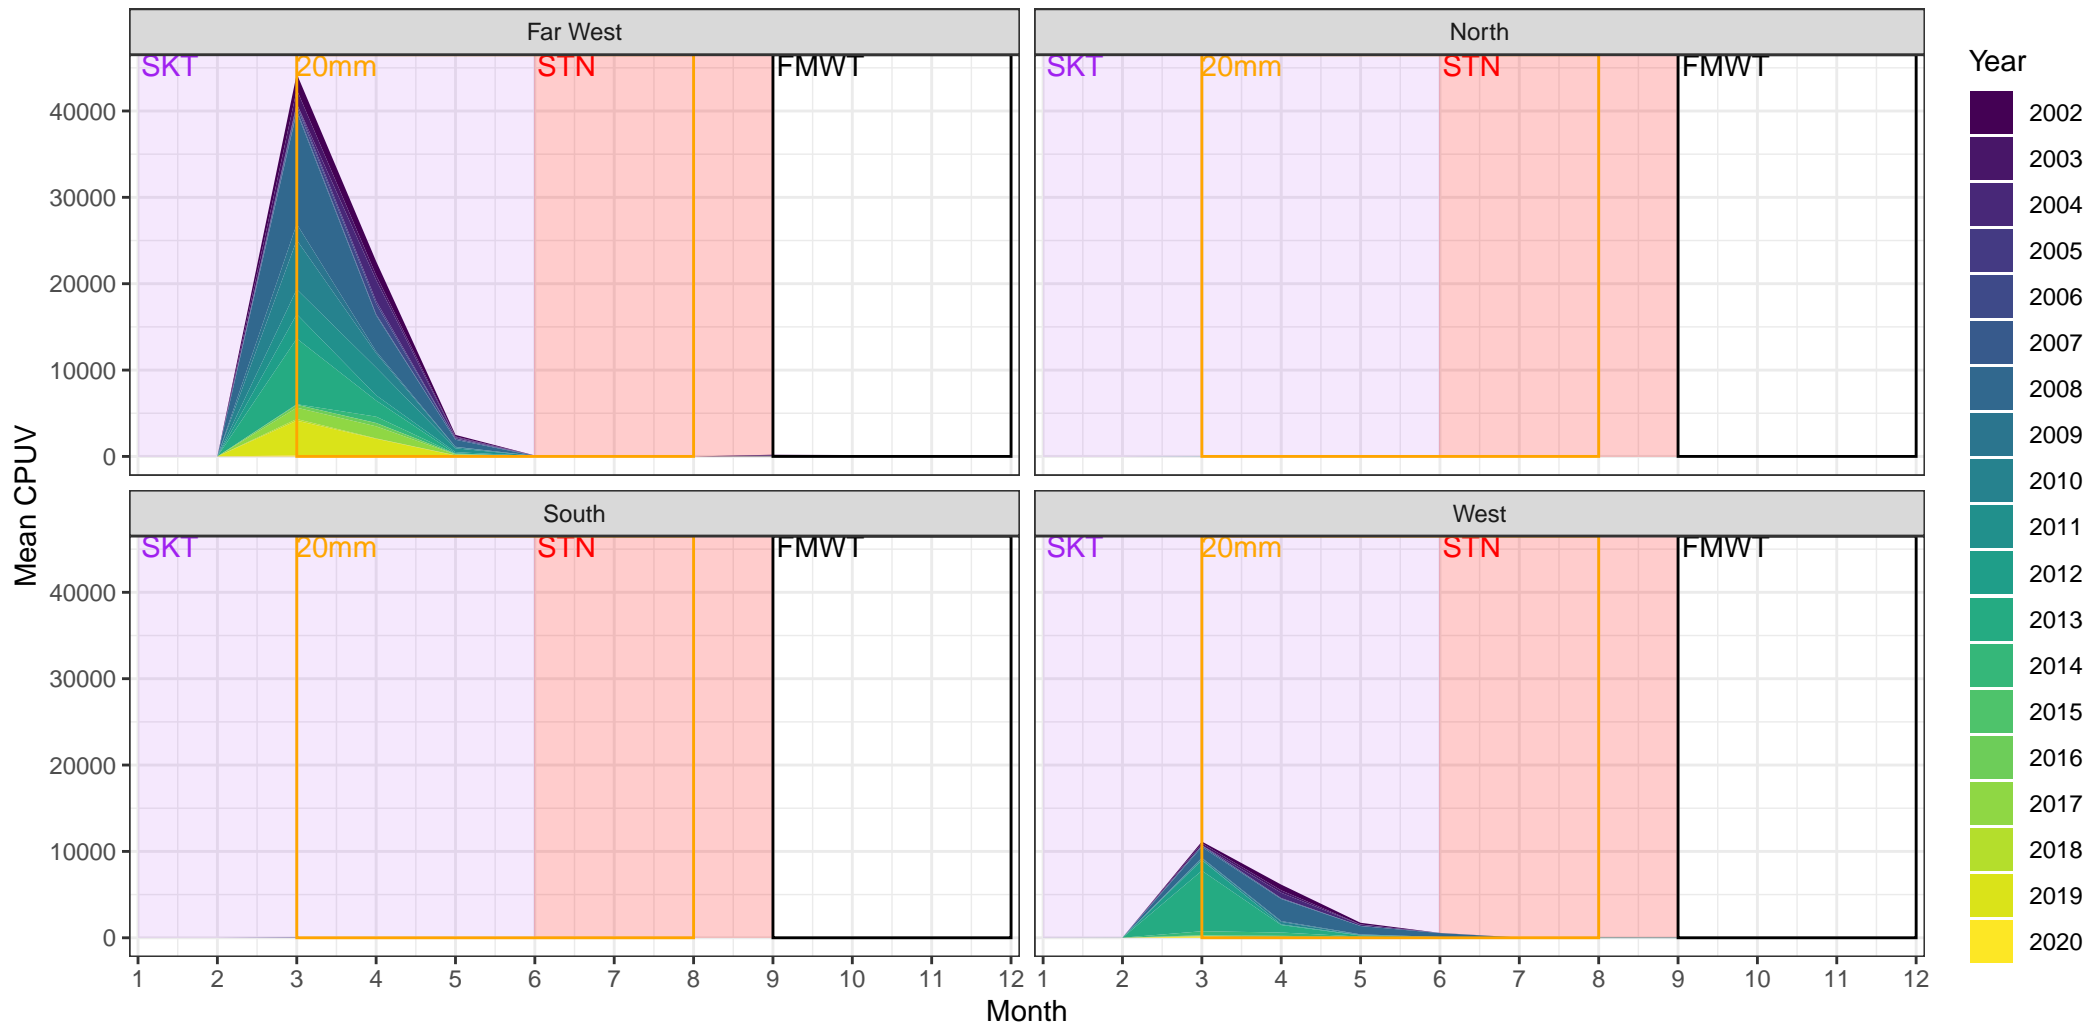 Far West
North
SKT 20mm STN FMWT
SKT 20mm STN FMWT
40000
30000
20000
10000
0
South
West
SKT 20mm STN FMWT
SKT 20mm STN FMWT
40000
30000
20000
10000
0
1 2 3 4 5 6 7 8 9 10 11 12
1 2 3 4 5 6 7 8 9 10 11 12
Month
Mean CPUV
Year
2002
2003
2004
2005
2006
2007
2008
2009
2010
2011
2012
2013
2014
2015
2016
2017
2018
2019
2020